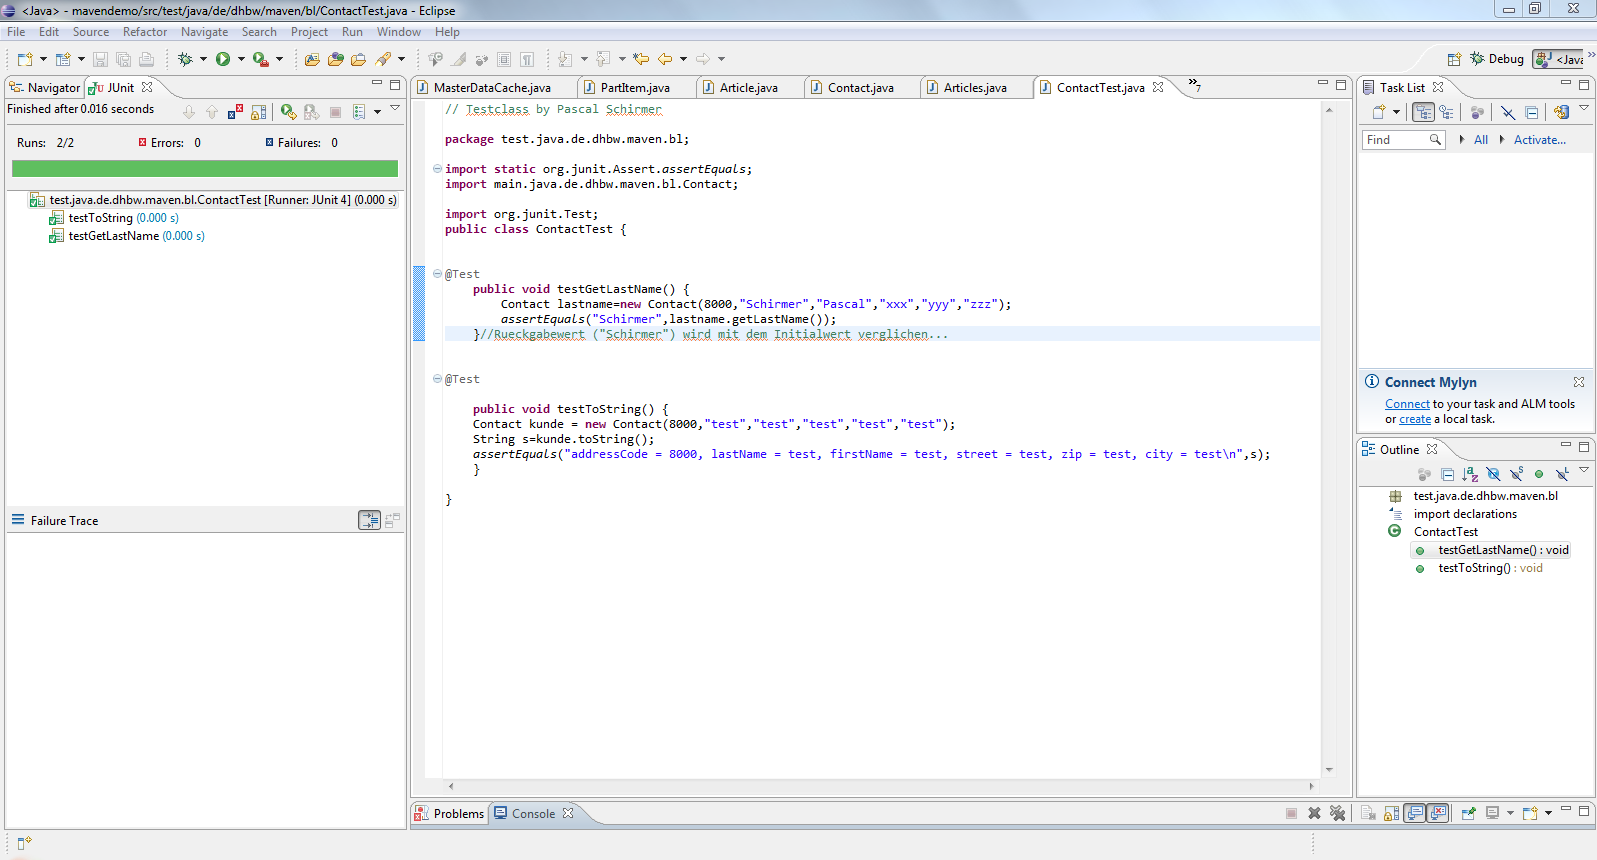 <Java> - mavendemo/src/test/java/de/dhbw/maven/bl/ContactTest.java - Eclipse
File Edit Source Refactor Navigate Search Project Run Window Help
Debug <Java
Navigator JUnit
Finished after 0.016 seconds
Runs: 2/2 Errors: 0 Failures: 0
test.java.de.dhbw.maven.bl.ContactTest [Runner: JUnit 4] (0.000 s)
testToString (0.000 s)
testGetLastName (0.000 s)
Failure Trace
MasterDataCache.java PartItem.java Article.java Contact.java Articles.java ContactTest.java »7
// Testclass by Pascal Schirmer
package test.java.de.dhbw.maven.bl;
import static org.junit.Assert.assertEquals;
import main.java.de.dhbw.maven.bl.Contact;
import org.junit.Test;
public class ContactTest {
@Test
public void testGetLastName() {
Contact lastname=new Contact(8000,"Schirmer","Pascal","xxx","yyy","zzz");
assertEquals("Schirmer",lastname.getLastName());
}//Rueckgabewert ("Schirmer") wird mit dem Initialwert verglichen...
@Test
public void testToString() {
Contact kunde = new Contact(8000,"test","test","test","test","test");
String s=kunde.toString();
assertEquals("addressCode = 8000, lastName = test, firstName = test, street = test, zip = test, city = test\n",s);
}
}
Problems Console
Task List
Find All Activate...
Connect Mylyn
Connect to your task and ALM tools
or create a local task.
Outline
test.java.de.dhbw.maven.bl
import declarations
ContactTest
testGetLastName() : void
testToString() : void